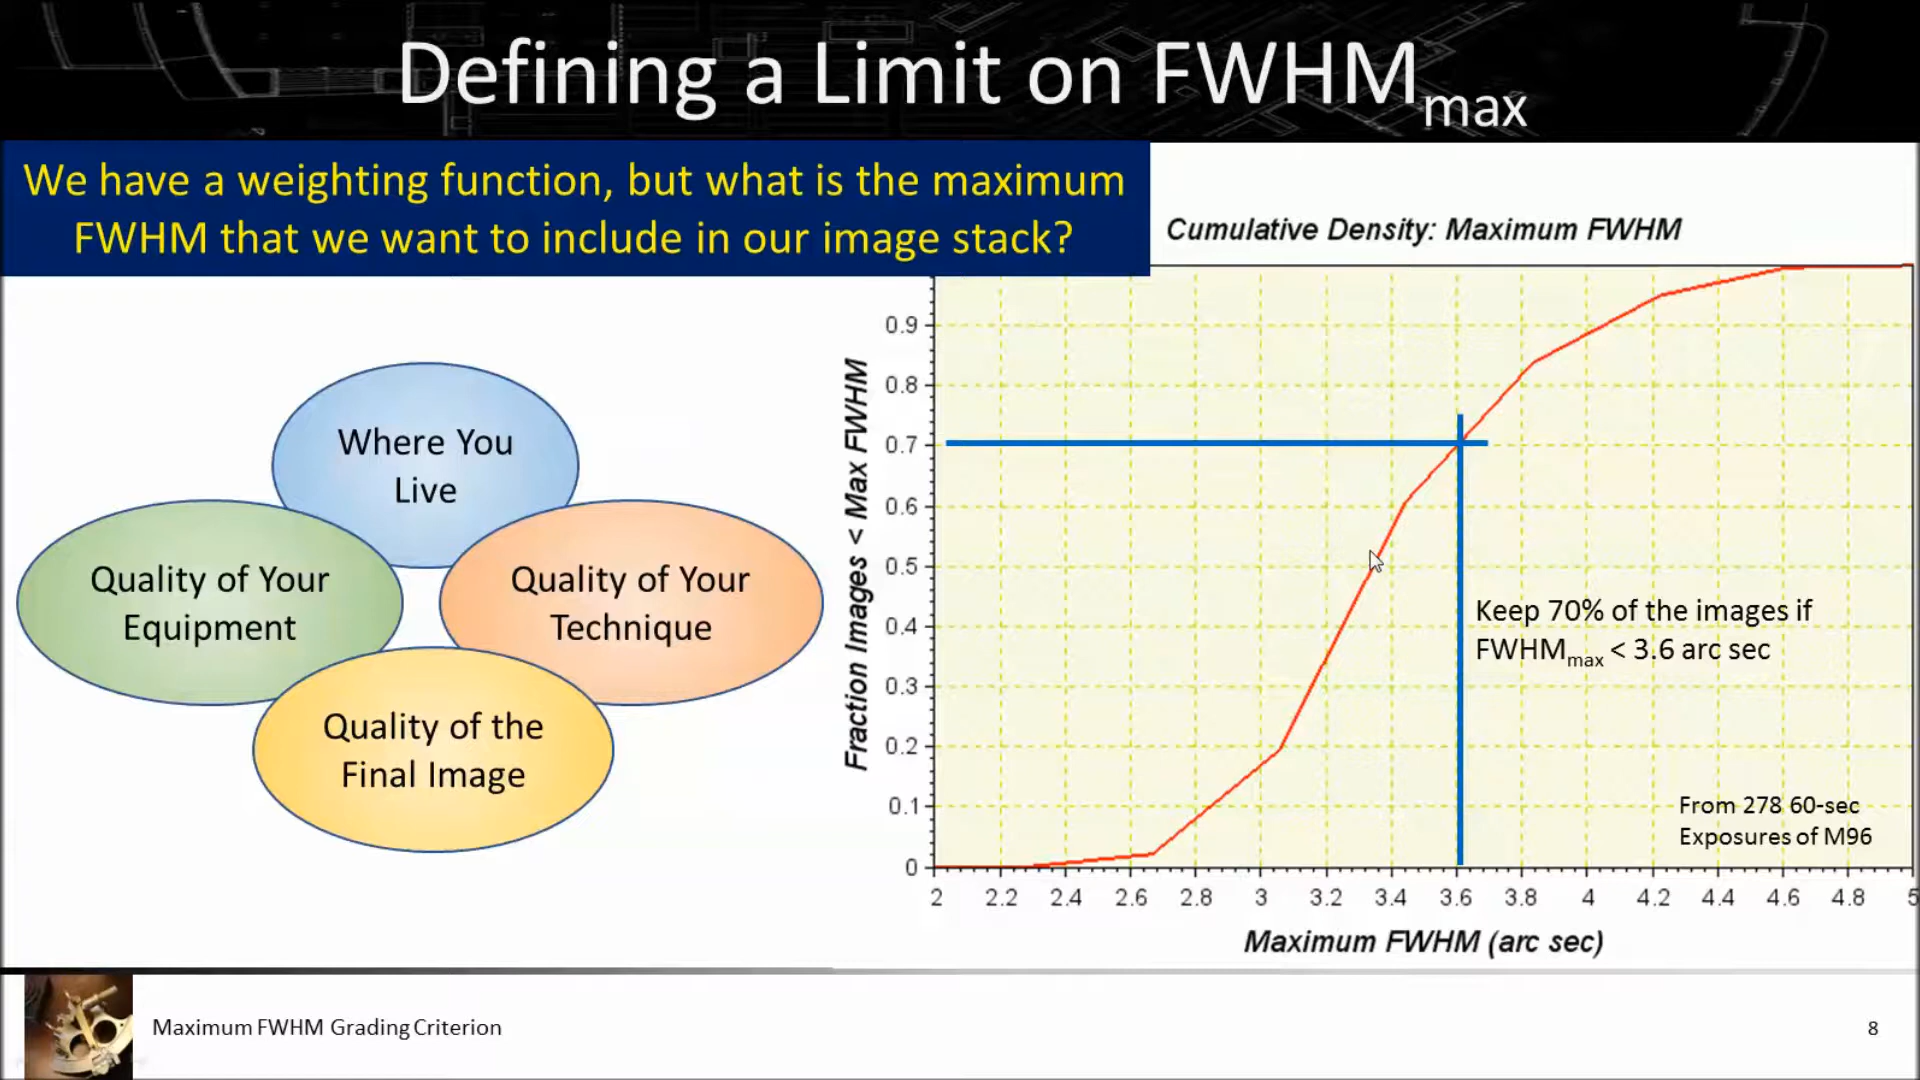 Defining a Limit on FWHMmax
We have a weighting function, but what is the maximum
FWHM that we want to include in our image stack?
Where You
Live
Quality of Your
Equipment
Quality of Your
Technique
Quality of the
Final Image
Cumulative Density: Maximum FWHM
Fraction Images < Max FWHM
0.9
0.8
0.7
0.6
0.5
0.4
0.3
0.2
0.1
0
Keep 70% of the images if
FWHMmax < 3.6 arc sec
From 278 60-sec
Exposures of M96
2 2.2 2.4 2.6 2.8 3 3.2 3.4 3.6 3.8 4 4.2 4.4 4.6 4.8 5
Maximum FWHM (arc sec)
Maximum FWHM Grading Criterion
8